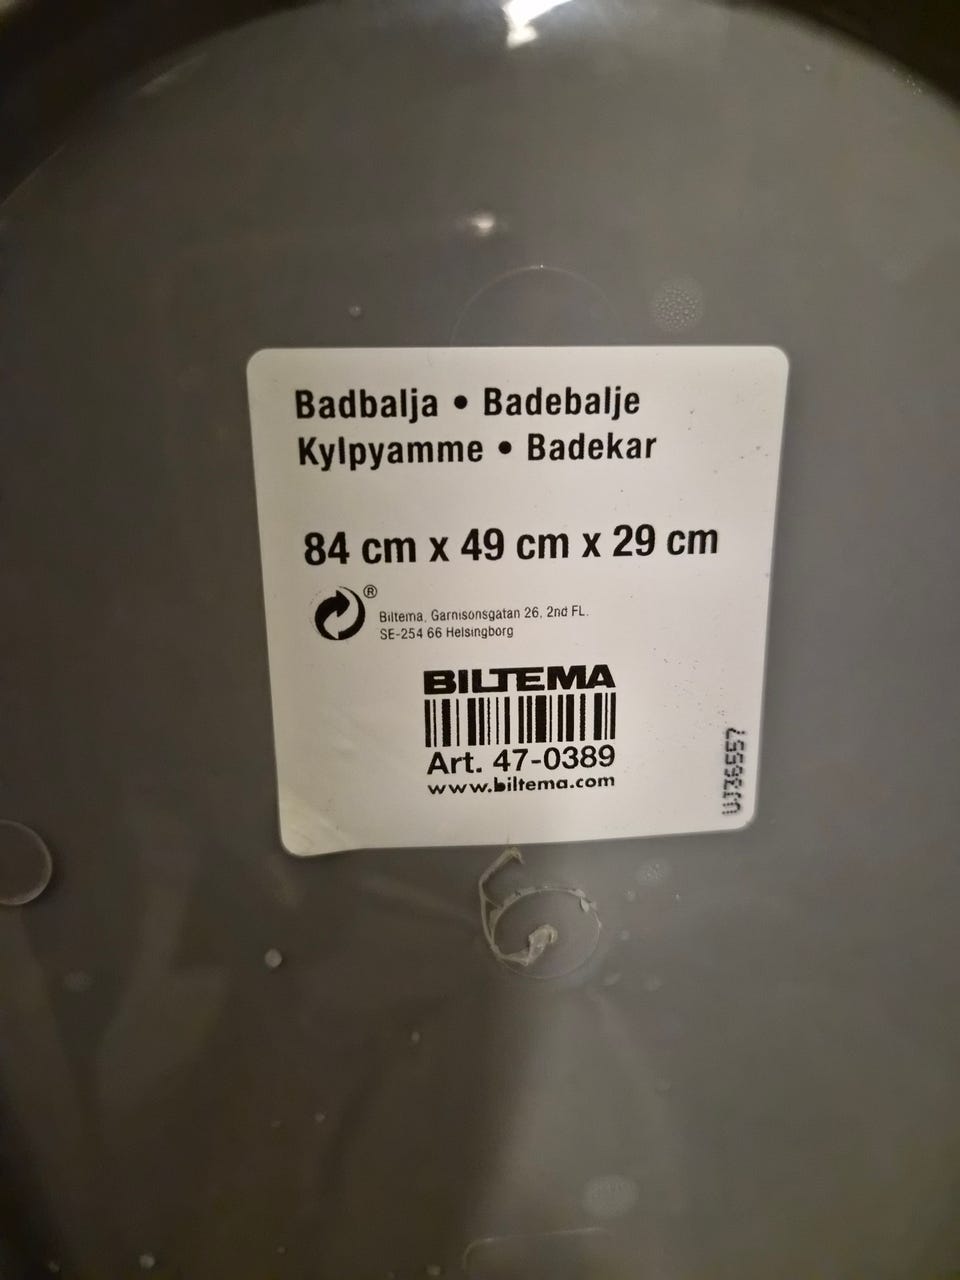 Badbalja • Badebalje
Kylpyamme • Badekar
84 cm x 49 cm x 29 cm
®
Biltema, Garnisonsgatan 26, 2nd FL.
SE-254 66 Helsingborg
BILTEMA
Art. 47-0389
www.biltema.com
UJ36557